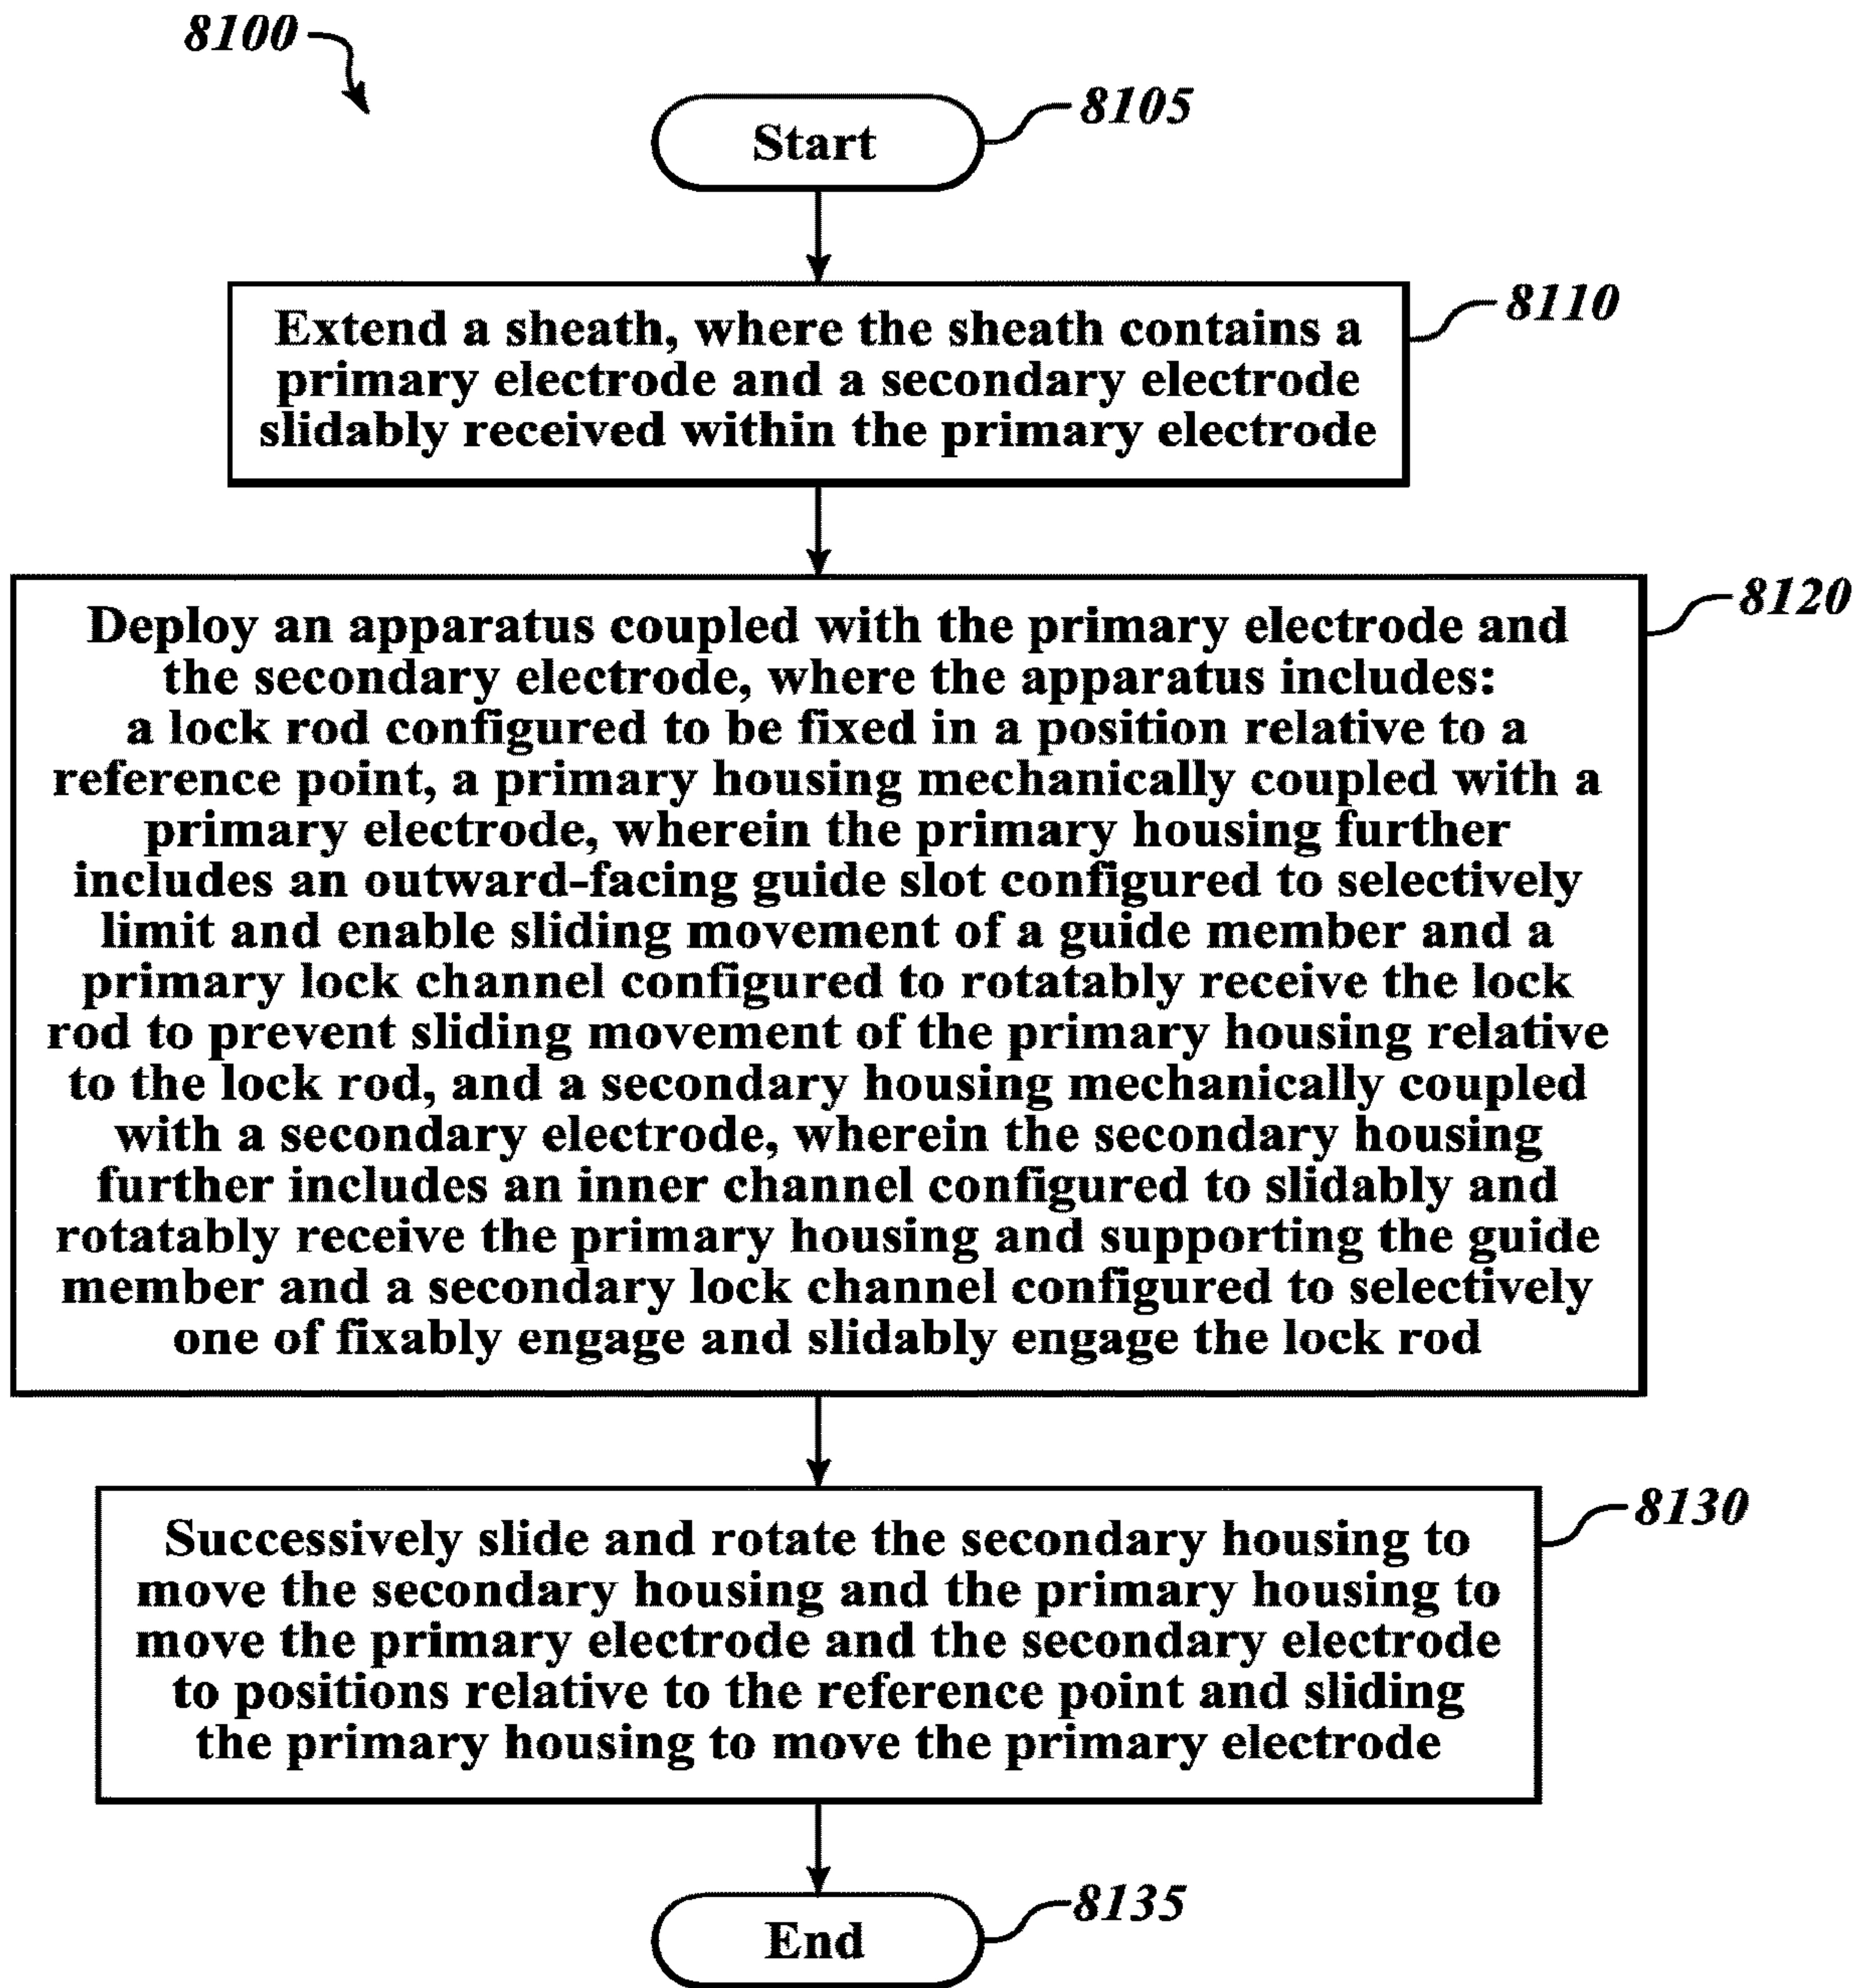 8100
Start
8105
Extend a sheath, where the sheath contains a
primary electrode and a secondary electrode
slidably received within the primary electrode
8110
Deploy an apparatus coupled with the primary electrode and
the secondary electrode, where the apparatus includes:
a lock rod configured to be fixed in a position relative to a
reference point, a primary housing mechanically coupled with a
primary electrode, wherein the primary housing further
includes an outward-facing guide slot configured to selectively
limit and enable sliding movement of a guide member and a
primary lock channel configured to rotatably receive the lock
rod to prevent sliding movement of the primary housing relative
to the lock rod, and a secondary housing mechanically coupled
with a secondary electrode, wherein the secondary housing
further includes an inner channel configured to slidably and
rotatably receive the primary housing and supporting the guide
member and a secondary lock channel configured to selectively
one of fixably engage and slidably engage the lock rod
8120
Successively slide and rotate the secondary housing to
move the secondary housing and the primary housing to
move the primary electrode and the secondary electrode
to positions relative to the reference point and sliding
the primary housing to move the primary electrode
8130
End
8135